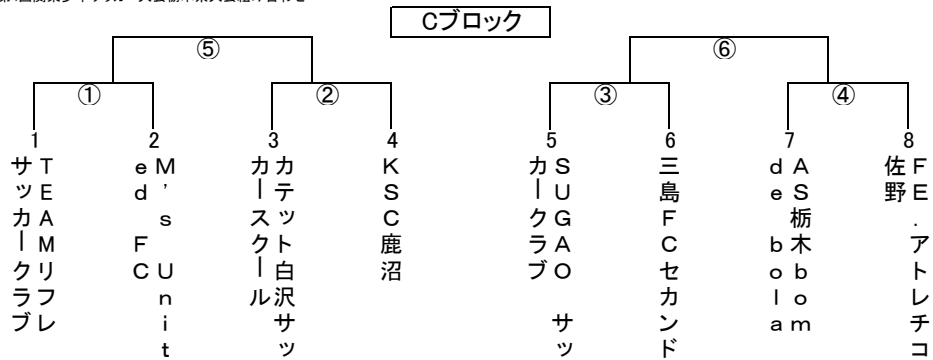 Cブロック
⑤
⑥
①
②
③
④
1
2
3
4
5
6
7
8
TEAMリフレ
サッカークラブ
M's Unit
ed FC
カテット白沢サッ
カースクール
KSC鹿沼
SUGAO サッ
カークラブ
三島FCセカンド
AS栃木bom
de bola
FE.アトレチコ
佐野